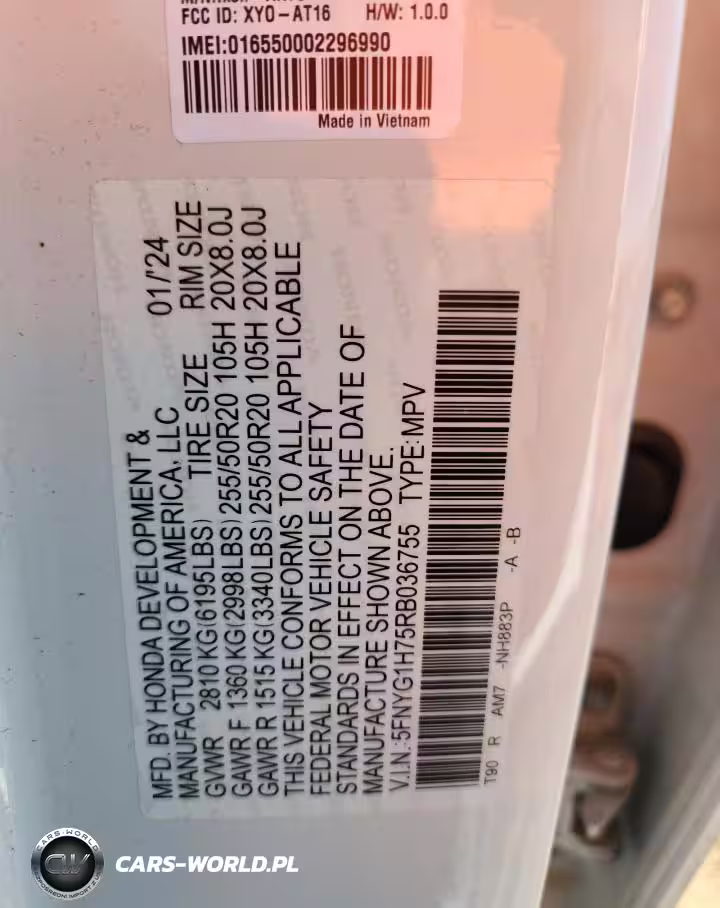 FCC ID: XYO-AT16 H/W: 1.0.0
IMEI:016550002296990
Made in Vietnam
MFD. BY HONDA DEVELOPMENT & 01/'24
MANUFACTURING OF AMERICA, LLC
GVWR 2810 KG(6195LBS) TIRE SIZE RIM SIZE
GAWR F 1360 KG(2998LBS) 255/50R20 105H 20X8.0J
GAWR R 1515 KG(3340LBS) 255/50R20 105H 20X8.0J
THIS VEHICLE CONFORMS TO ALL APPLICABLE
FEDERAL MOTOR VEHICLE SAFETY
STANDARDS IN EFFECT ON THE DATE OF
MANUFACTURE SHOWN ABOVE.
V.I.N.:5FNYG1H75RB036755 TYPE:MPV
T90 R AM7 -NH883P -A -B
CARS-WORLD
CW
CARS-WORLD.PL